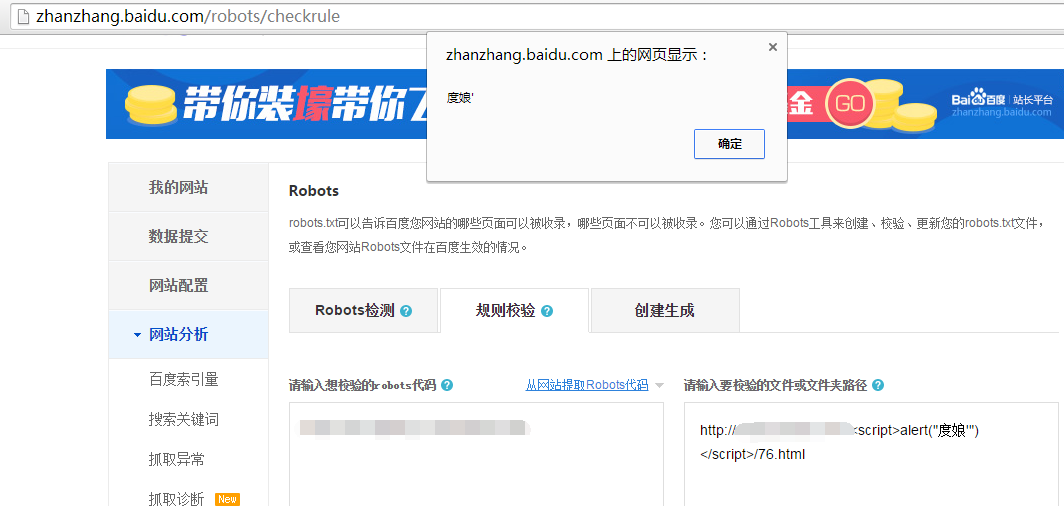 zhanzhang.baidu.com/robots/checkrule
zhanzhang.baidu.com 上的网页显示：
度娘'
确定
带你装壕带你
金 GO
Bai 百度 | 站长平台
zhanzhang.baidu.com
我的网站
数据提交
网站配置
网站分析
百度索引量
搜索关键词
抓取异常
抓取诊断 New
Robots
robots.txt可以告诉百度您网站的哪些页面可以被收录，哪些页面不可以被收录。您可以通过Robots工具来创建、校验、更新您的robots.txt文件，
或查看您网站Robots文件在百度生效的情况。
Robots检测 ?
规则校验 ?
创建生成
请输入想校验的robots代码 ?
从网站提取Robots代码
请输入要校验的文件或文件夹路径 ?
http:// <script>alert("度娘'")
</script>/76.html